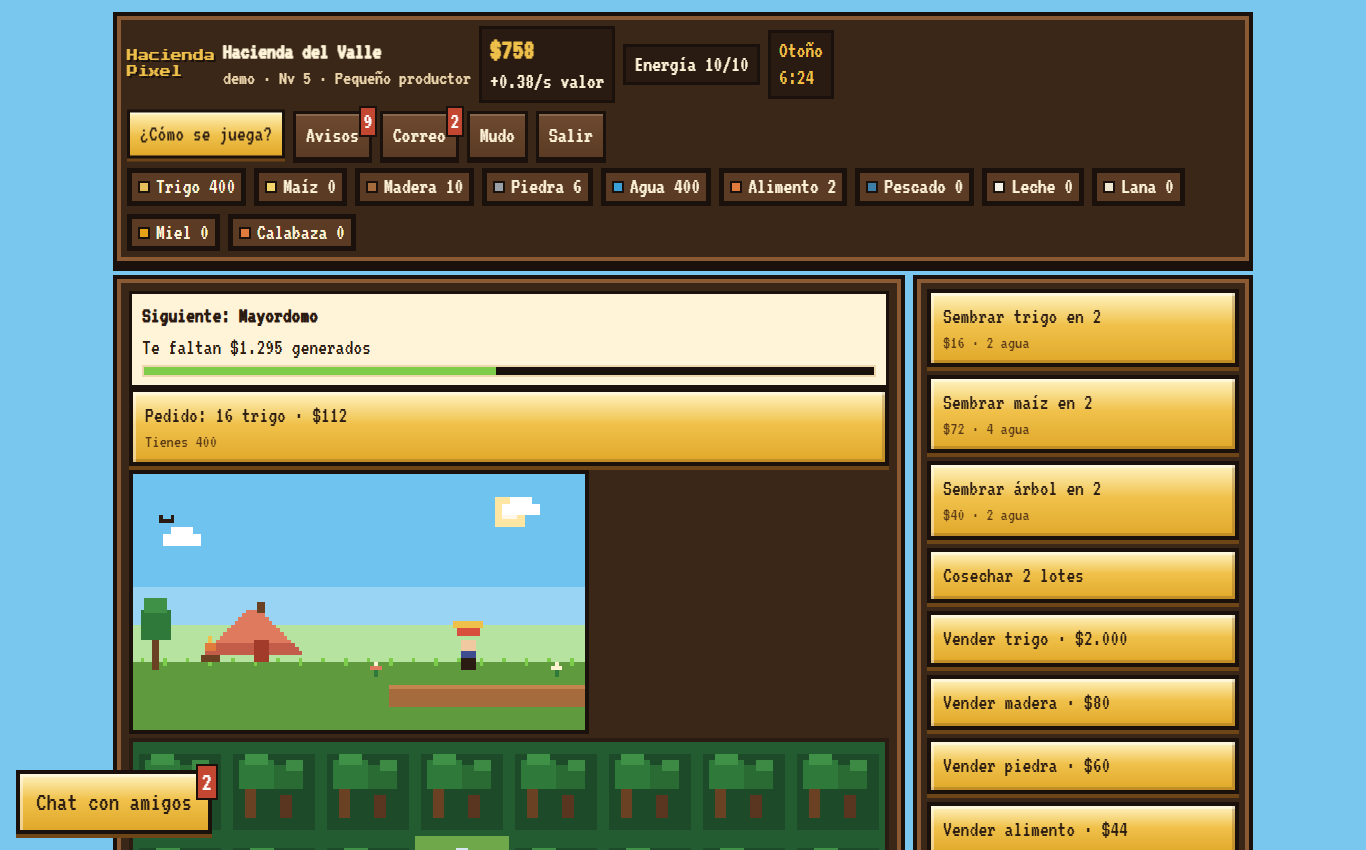 Hacienda
Pixel
Hacienda del Valle
demo · Nv 5 · Pequeño productor
$758
+0.38/s valor
Energía 10/10
Otoño
6:24
¿Cómo se juega?
Avisos 9
Correo 2
Mudo
Salir
Trigo 400
Maíz 0
Madera 10
Piedra 6
Agua 400
Alimento 2
Pescado 0
Leche 0
Lana 0
Miel 0
Calabaza 0
Siguiente: Mayordomo
Te faltan $1.295 generados
Pedido: 16 trigo · $112
Tienes 400
Sembrar trigo en 2
$16 · 2 agua
Sembrar maíz en 2
$72 · 4 agua
Sembrar árbol en 2
$40 · 2 agua
Cosechar 2 lotes
Vender trigo · $2.000
Vender madera · $80
Vender piedra · $60
Vender alimento · $44
Chat con amigos 2